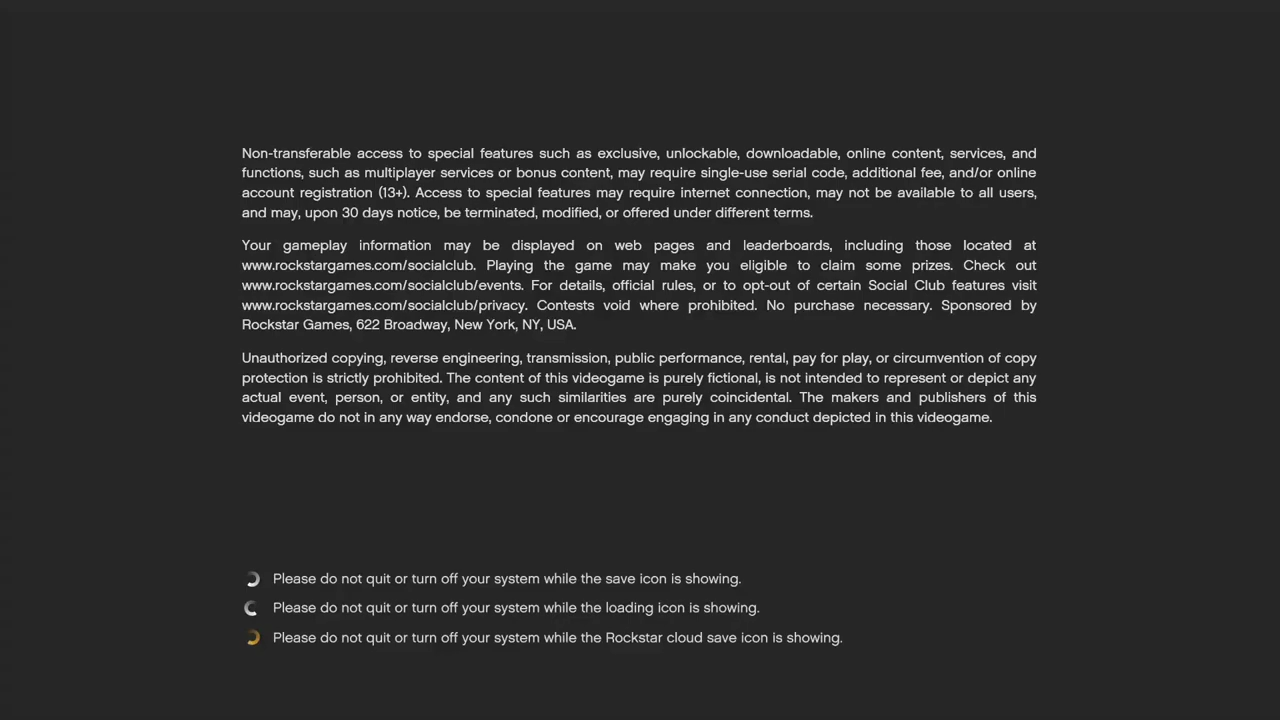 Non-transferable access to special features such as exclusive, unlockable, downloadable, online content, services, and
functions, such as multiplayer services or bonus content, may require single-use serial code, additional fee, and/or online
account registration (13+). Access to special features may require internet connection, may not be available to all users,
and may, upon 30 days notice, be terminated, modified, or offered under different terms.
Your gameplay information may be displayed on web pages and leaderboards, including those located at
www.rockstargames.com/socialclub. Playing the game may make you eligible to claim some prizes. Check out
www.rockstargames.com/socialclub/events. For details, official rules, or to opt-out of certain Social Club features visit
www.rockstargames.com/socialclub/privacy. Contests void where prohibited. No purchase necessary. Sponsored by
Rockstar Games, 622 Broadway, New York, NY, USA.
Unauthorized copying, reverse engineering, transmission, public performance, rental, pay for play, or circumvention of copy
protection is strictly prohibited. The content of this videogame is purely fictional, is not intended to represent or depict any
actual event, person, or entity, and any such similarities are purely coincidental. The makers and publishers of this
videogame do not in any way endorse, condone or encourage engaging in any conduct depicted in this videogame.
Please do not quit or turn off your system while the save icon is showing.
Please do not quit or turn off your system while the loading icon is showing.
Please do not quit or turn off your system while the Rockstar cloud save icon is showing.